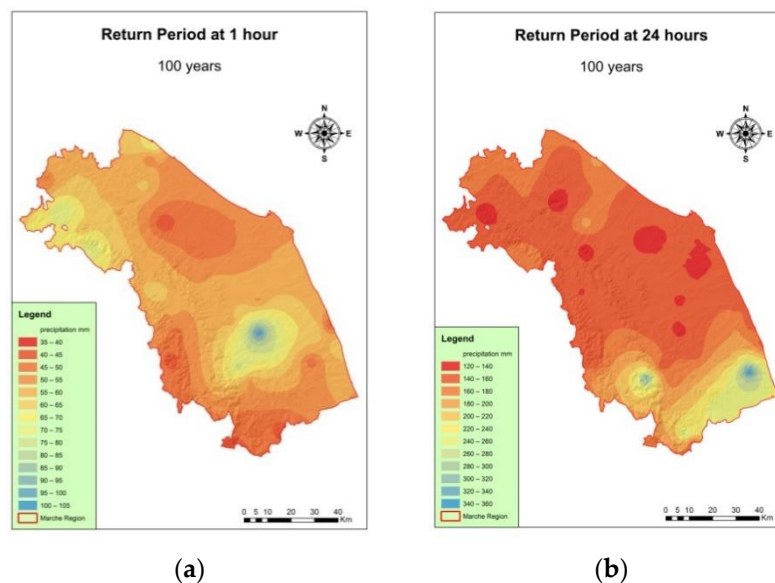 Return Period at 1 hour
100 years
N
W E
S
Legend
precipitation mm
35 – 40
40 – 45
45 – 50
50 – 55
55 – 60
60 – 65
65 – 70
70 – 75
75 – 80
80 – 85
85 – 90
90 – 95
95 – 100
100 – 105
Marche Region
0 5 10 20 30 40
Km
(a)
Return Period at 24 hours
100 years
N
W E
S
Legend
precipitation mm
120 – 140
140 – 160
160 – 180
180 – 200
200 – 220
220 – 240
240 – 260
260 – 280
280 – 300
300 – 320
320 – 340
340 – 360
Marche Region
0 5 10 20 30 40
Km
(b)